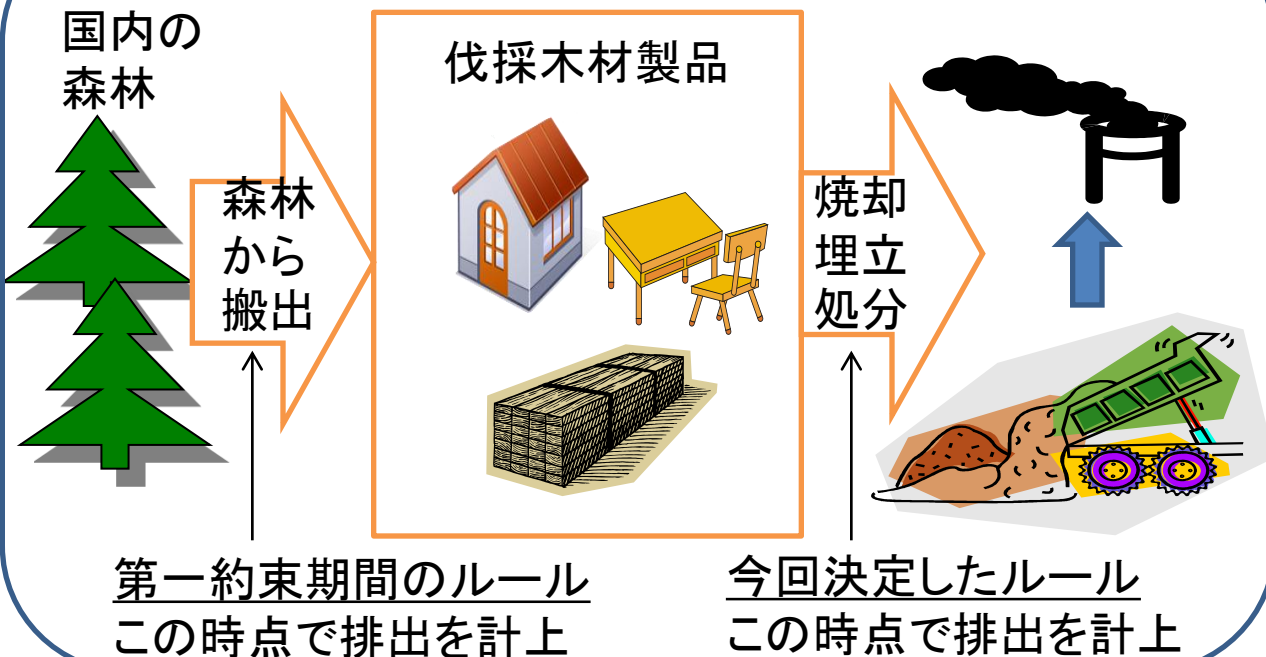 国内の
森林
伐採木材製品
森林
から
搬出
焼却
埋立
処分
第一約束期間のルール
この時点で排出を計上
今回決定したルール
この時点で排出を計上